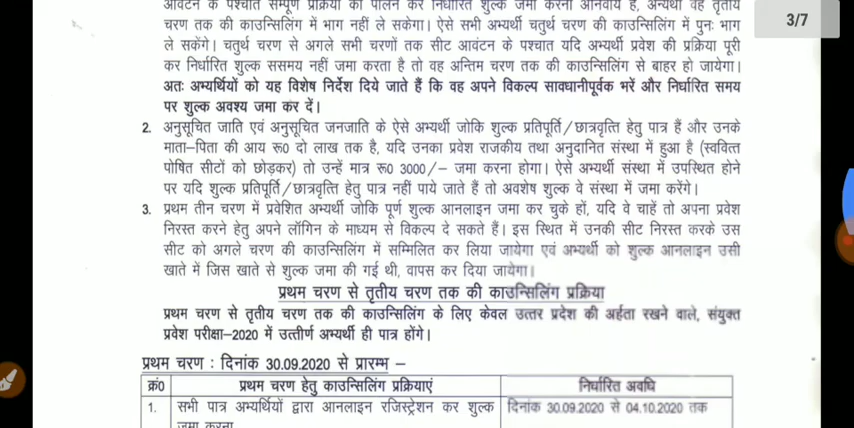 आवंटन के पश्चात सम्पूर्ण प्रक्रिया का पालन कर निर्धारित शुल्क जमा करना अनिवार्य है, अन्यथा वह तृतीय
3/7
चरण तक की काउन्सिलिंग में भाग नहीं ले सकेगा। ऐसे सभी अभ्यर्थी चतुर्थ चरण की काउन्सिलिंग में पुनः भाग
ले सकेंगे। चतुर्थ चरण से अगले सभी चरणों तक सीट आवंटन के पश्चात यदि अभ्यर्थी प्रवेश की प्रक्रिया पूरी
कर निर्धारित शुल्क ससमय नहीं जमा करता है तो वह अन्तिम चरण तक की काउन्सिलिंग से बाहर हो जायेगा।
अतः अभ्यर्थियों को यह विशेष निर्देश दिये जाते हैं कि वह अपने विकल्प सावधानीपूर्वक भरें और निर्धारित समय
पर शुल्क अवश्य जमा कर दें।
2. अनुसूचित जाति एवं अनुसूचित जनजाति के ऐसे अभ्यर्थी जोकि शुल्क प्रतिपूर्ति/छात्रवृत्ति हेतु पात्र हैं और उनके
माता-पिता की आय रू0 दो लाख तक है, यदि उनका प्रवेश राजकीय तथा अनुदानित संस्था में हुआ है (स्ववित्त
पोषित सीटों को छोड़कर) तो उन्हें मात्र रू0 3000/- जमा करना होगा। ऐसे अभ्यर्थी संस्था में उपस्थित होने
पर यदि शुल्क प्रतिपूर्ति/छात्रवृत्ति हेतु पात्र नहीं पाये जाते हैं तो अवशेष शुल्क वे संस्था में जमा करेंगे।
3. प्रथम तीन चरण में प्रवेशित अभ्यर्थी जोकि पूर्ण शुल्क आनलाइन जमा कर चुके हों, यदि वे चाहें तो अपना प्रवेश
निरस्त करने हेतु अपने लॉगिन के माध्यम से विकल्प दे सकते हैं। इस स्थित में उनकी सीट निरस्त करके उस
सीट को अगले चरण की काउन्सिलिंग में सम्मिलित कर लिया जायेगा एवं अभ्यर्थी को शुल्क आनलाइन उसी
खाते में जिस खाते से शुल्क जमा की गई थी, वापस कर दिया जायेगा।
प्रथम चरण से तृतीय चरण तक की काउन्सिलिंग प्रक्रिया
प्रथम चरण से तृतीय चरण तक की काउन्सिलिंग के लिए केवल उत्तर प्रदेश की अर्हता रखने वाले, संयुक्त
प्रवेश परीक्षा-2020 में उत्तीर्ण अभ्यर्थी ही पात्र होंगे।
प्रथम चरण : दिनांक 30.09.2020 से प्रारम्भ –
क्रं0 प्रथम चरण हेतु काउन्सिलिंग प्रक्रियाएं निर्धारित अवधि
1. सभी पात्र अभ्यर्थियों द्वारा आनलाइन रजिस्ट्रेशन कर शुल्क दिनांक 30.09.2020 से 04.10.2020 तक
जमा करना